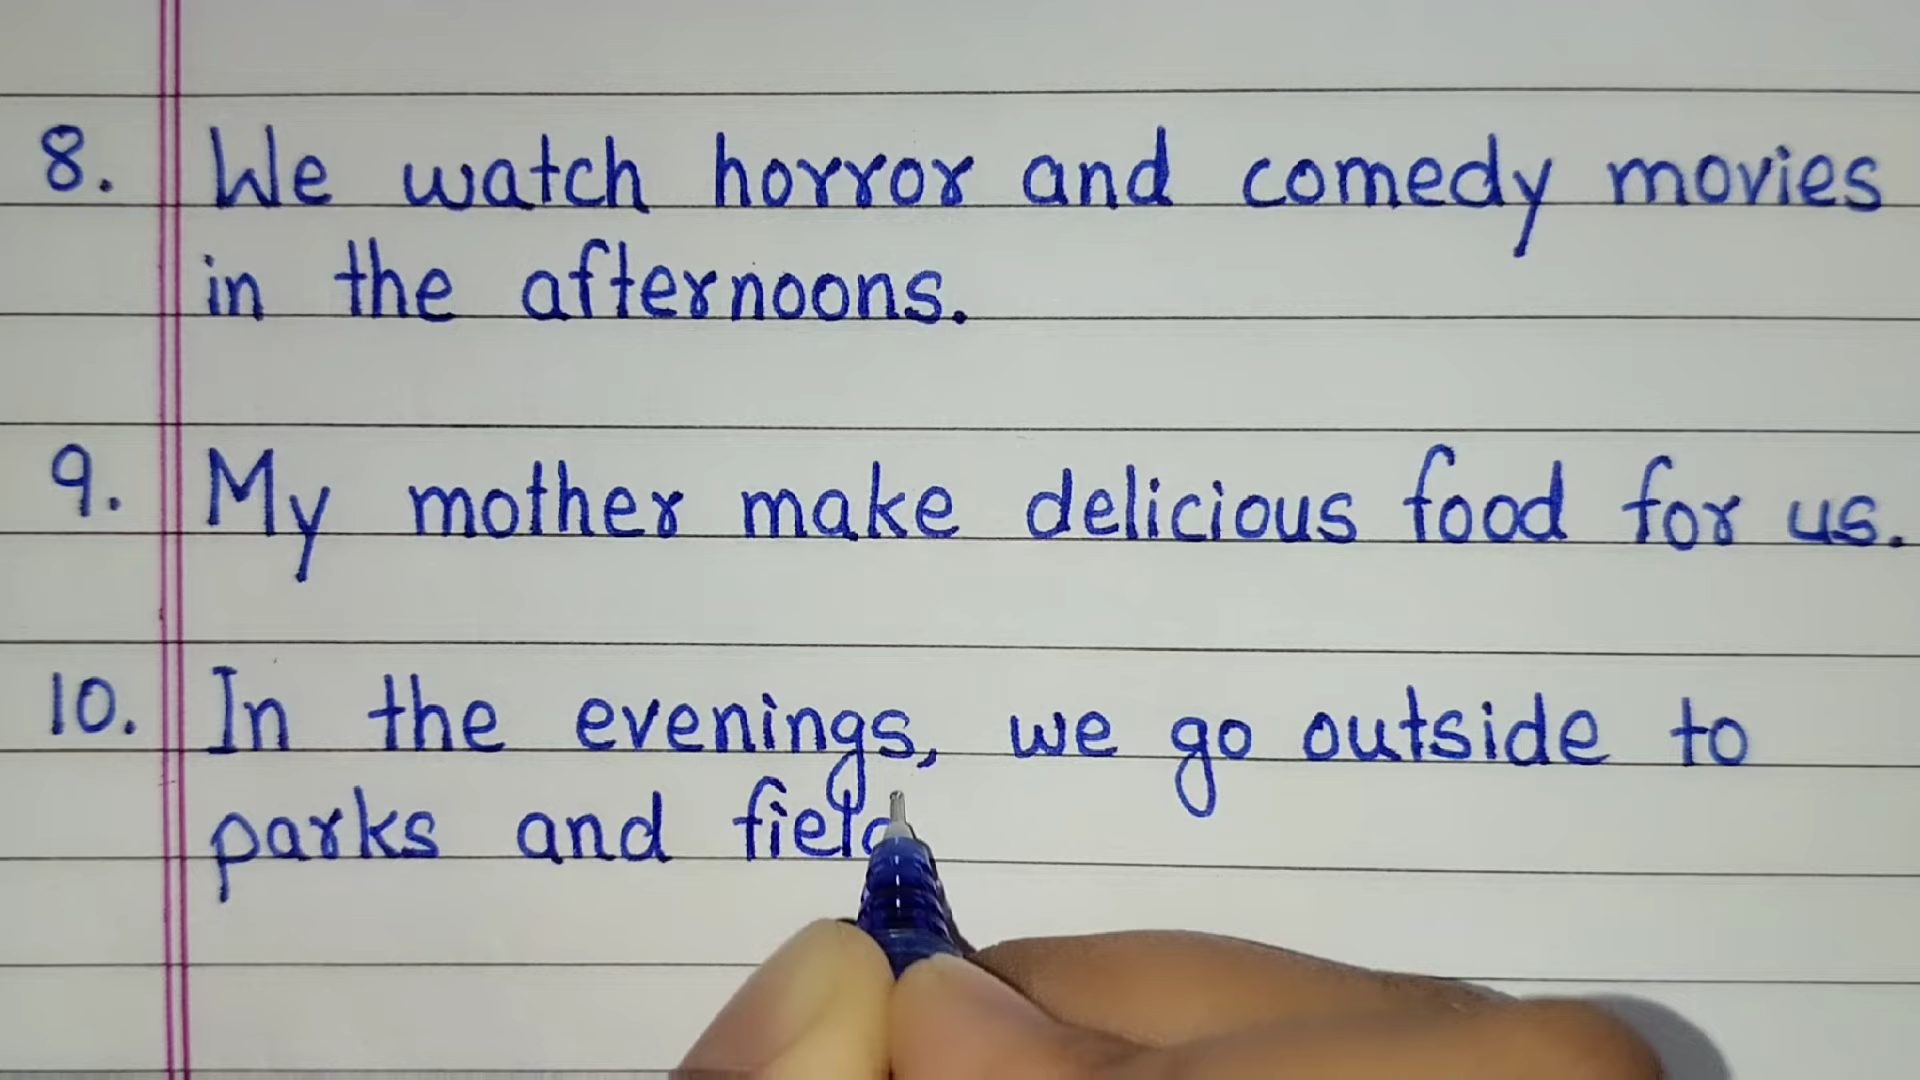 8. We watch horror and comedy movies
in the afternoons.
9. My mother make delicious food for us.
10. In the evenings, we go outside to
parks and